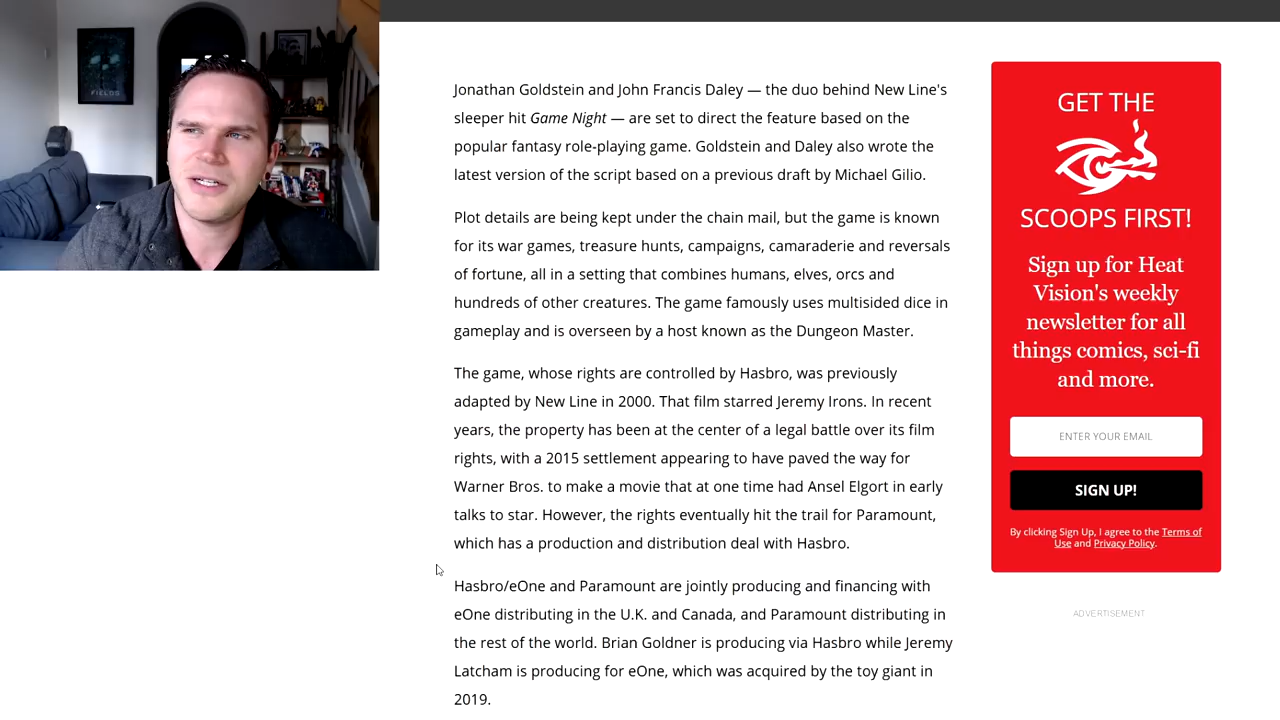 FIELDS
Jonathan Goldstein and John Francis Daley — the duo behind New Line's
sleeper hit Game Night — are set to direct the feature based on the
popular fantasy role-playing game. Goldstein and Daley also wrote the
latest version of the script based on a previous draft by Michael Gilio.
Plot details are being kept under the chain mail, but the game is known
for its war games, treasure hunts, campaigns, camaraderie and reversals
of fortune, all in a setting that combines humans, elves, orcs and
hundreds of other creatures. The game famously uses multisided dice in
gameplay and is overseen by a host known as the Dungeon Master.
The game, whose rights are controlled by Hasbro, was previously
adapted by New Line in 2000. That film starred Jeremy Irons. In recent
years, the property has been at the center of a legal battle over its film
rights, with a 2015 settlement appearing to have paved the way for
Warner Bros. to make a movie that at one time had Ansel Elgort in early
talks to star. However, the rights eventually hit the trail for Paramount,
which has a production and distribution deal with Hasbro.
Hasbro/eOne and Paramount are jointly producing and financing with
eOne distributing in the U.K. and Canada, and Paramount distributing in
the rest of the world. Brian Goldner is producing via Hasbro while Jeremy
Latcham is producing for eOne, which was acquired by the toy giant in
2019.
GET THE
SCOOPS FIRST!
Sign up for Heat
Vision's weekly
newsletter for all
things comics, sci-fi
and more.
ENTER YOUR EMAIL
SIGN UP!
By clicking Sign Up, I agree to the Terms of
Use and Privacy Policy.
ADVERTISEMENT